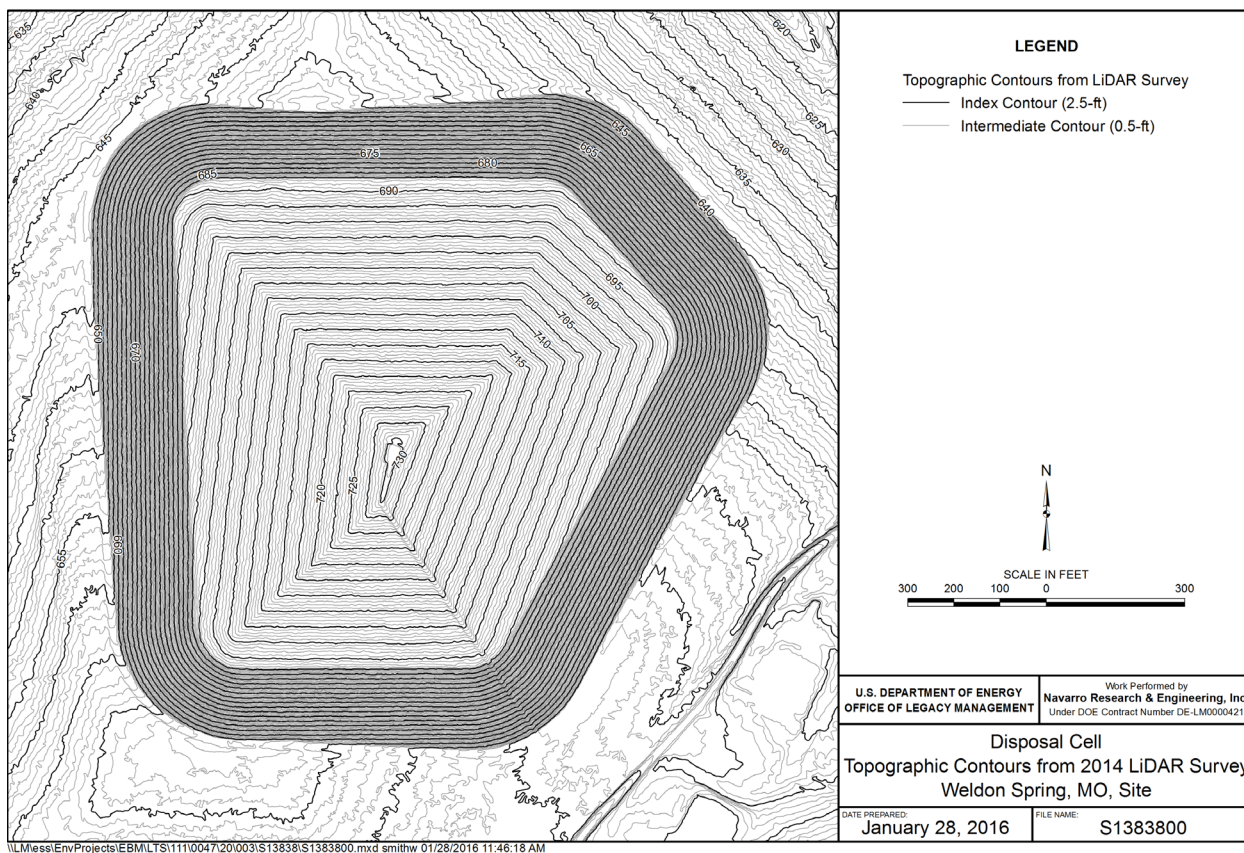 635
620
640
645
625
630
635
645
665
675
680
685
690
640
695
700
705
740
745
650
670
730
720
725
660
655
LEGEND
Topographic Contours from LiDAR Survey
Index Contour (2.5-ft)
Intermediate Contour (0.5-ft)
N
SCALE IN FEET
300 200 100 0 300
U.S. DEPARTMENT OF ENERGY
OFFICE OF LEGACY MANAGEMENT
Work Performed by
Navarro Research & Engineering, Inc
Under DOE Contract Number DE-LM0000421
Disposal Cell
Topographic Contours from 2014 LiDAR Survey
Weldon Spring, MO, Site
DATE PREPARED:
January 28, 2016
FILE NAME:
S1383800
\\LM\ess\EnvProjects\EBM\LTS\111\0047\20\003\S13838\S1383800.mxd smithw 01/28/2016 11:46:18 AM